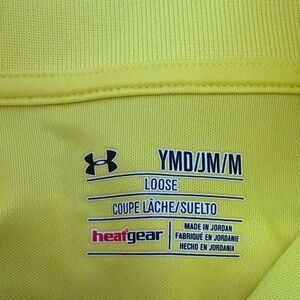 YMD/JM/M
LOOSE
COUPE LÂCHE/SUELTO
heatgear
MADE IN JORDAN
FABRIQUÉ EN JORDANIE
HECHO EN JORDANIA